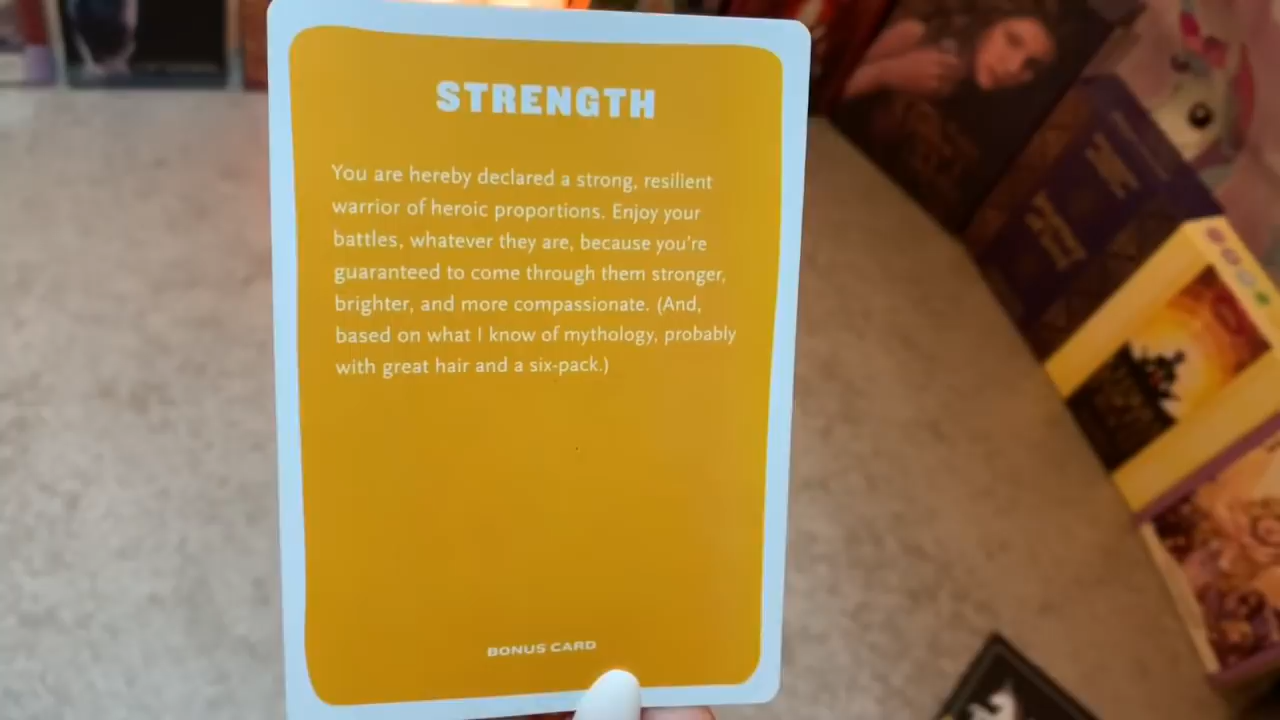 STRENGTH
You are hereby declared a strong, resilient
warrior of heroic proportions. Enjoy your
battles, whatever they are, because you're
guaranteed to come through them stronger,
brighter, and more compassionate. (And,
based on what I know of mythology, probably
with great hair and a six-pack.)
BONUS CARD